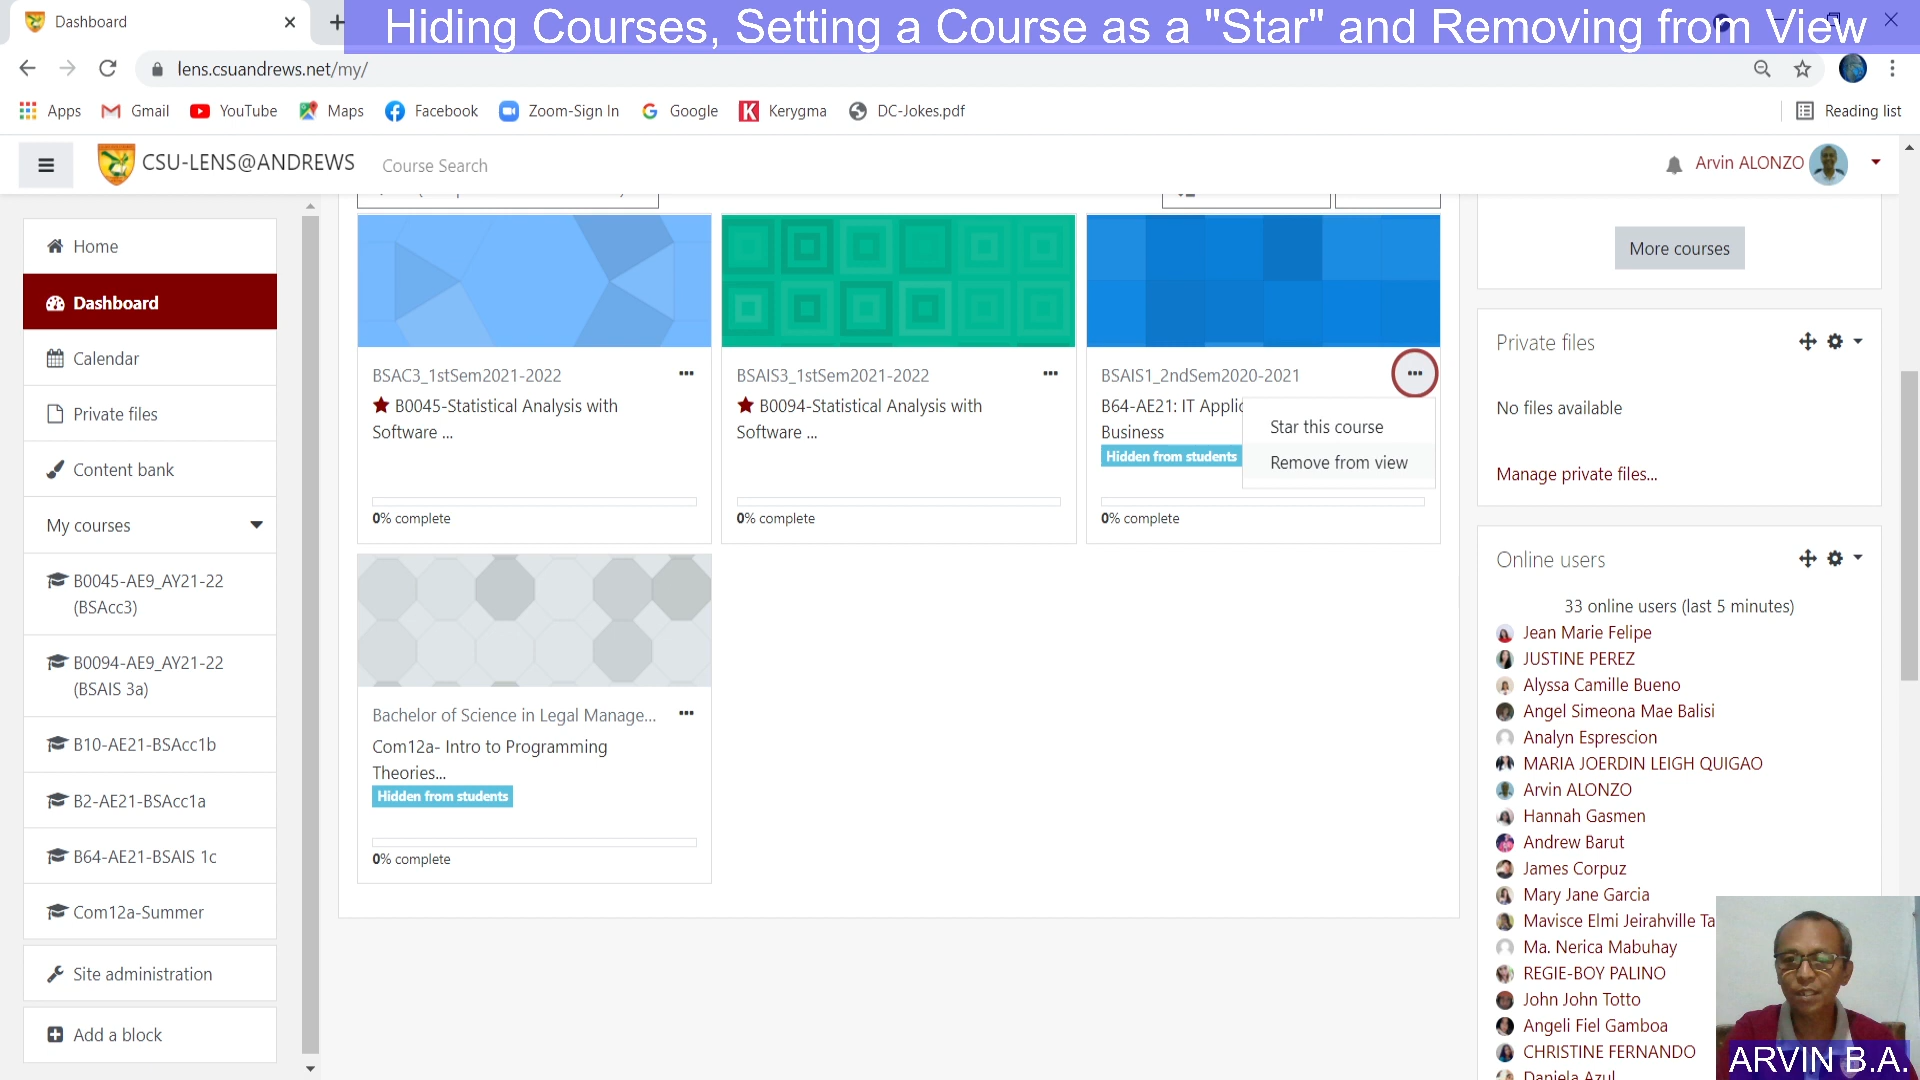 Dashboard
Hiding Courses, Setting a Course as a "Star" and Removing from View
lens.csuandrews.net/my/
Apps
Gmail
YouTube
Maps
Facebook
Zoom-Sign In
Google
Kerygma
DC-Jokes.pdf
Reading list
CSU-LENS@ANDREWS
Course Search
Arvin ALONZO
Home
Dashboard
Calendar
Private files
Content bank
My courses
B0045-AE9_AY21-22
(BSAcc3)
B0094-AE9_AY21-22
(BSAIS 3a)
B10-AE21-BSAcc1b
B2-AE21-BSAcc1a
B64-AE21-BSAIS 1c
Com12a-Summer
Site administration
Add a block
BSAC3_1stSem2021-2022
B0045-Statistical Analysis with
Software ...
0% complete
BSAIS3_1stSem2021-2022
B0094-Statistical Analysis with
Software ...
0% complete
BSAIS1_2ndSem2020-2021
B64-AE21: IT Applic
Business
Hidden from students
Star this course
Remove from view
0% complete
Bachelor of Science in Legal Manage...
Com12a- Intro to Programming
Theories...
Hidden from students
0% complete
More courses
Private files
No files available
Manage private files...
Online users
33 online users (last 5 minutes)
Jean Marie Felipe
JUSTINE PEREZ
Alyssa Camille Bueno
Angel Simeona Mae Balisi
Analyn Esprescion
MARIA JOERDIN LEIGH QUIGAO
Arvin ALONZO
Hannah Gasmen
Andrew Barut
James Corpuz
Mary Jane Garcia
Mavisce Elmi Jeirahville Ta
Ma. Nerica Mabuhay
REGIE-BOY PALINO
John John Totto
Angeli Fiel Gamboa
CHRISTINE FERNANDO
Daniela Azul
ARVIN B.A.